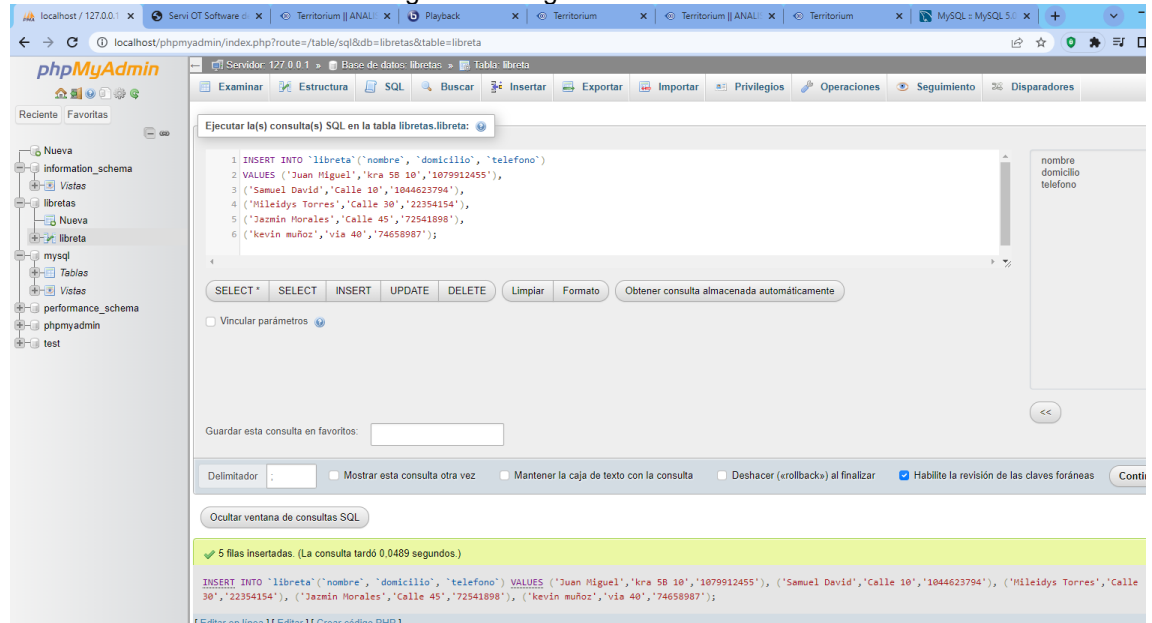 localhost / 127.0.0.1
Servi OT Software d
Territorium || ANALI
Playback
Territorium
Territorium || ANALI
Territorium
MySQL :: MySQL 5.0
localhost/phpmyadmin/index.php?route=/table/sql&db=libretas&table=libreta
phpMyAdmin
Reciente Favoritas
Nueva
information_schema
Vistas
libretas
Nueva
libreta
mysql
Tablas
Vistas
performance_schema
phpmyadmin
test
Servidor: 127.0.0.1 » Base de datos: libretas » Tabla: libreta
Examinar Estructura SQL Buscar Insertar Exportar Importar Privilegios Operaciones Seguimiento Disparadores
Ejecutar la(s) consulta(s) SQL en la tabla libretas.libreta:
1 INSERT INTO `libreta`(`nombre`, `domicilio`, `telefono`)
2 VALUES ('Juan Miguel','kra 5B 10','1079912455'),
3 ('Samuel David','Calle 10','1044623794'),
4 ('Mileidys Torres','Calle 30','22354154'),
5 ('Jazmin Morales','Calle 45','72541898'),
6 ('kevin muñoz','via 40','74658987');
nombre
domicilio
telefono
SELECT * SELECT INSERT UPDATE DELETE Limpiar Formato Obtener consulta almacenada automáticamente
Vincular parámetros
<<
Guardar esta consulta en favoritos:
Delimitador ; Mostrar esta consulta otra vez Mantener la caja de texto con la consulta Deshacer («rollback») al finalizar Habilite la revisión de las claves foráneas Conti
Ocultar ventana de consultas SQL
5 filas insertadas. (La consulta tardó 0,0489 segundos.)
INSERT INTO `libreta`(`nombre`, `domicilio`, `telefono`) VALUES ('Juan Miguel','kra 5B 10','1079912455'), ('Samuel David','Calle 10','1044623794'), ('Mileidys Torres','Calle
30','22354154'), ('Jazmin Morales','Calle 45','72541898'), ('kevin muñoz','via 40','74658987');
[ Editar en línea ] [ Editar ] [ Crear código PHP ]